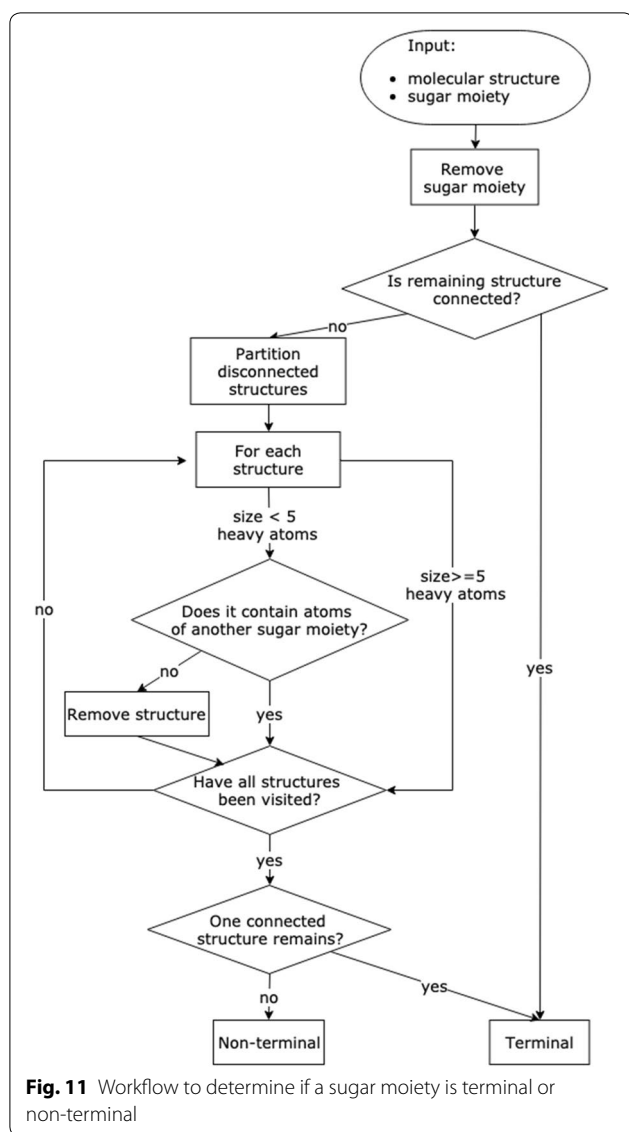 Input:
• molecular structure
• sugar moiety
Remove
sugar moiety
Is remaining structure
connected?
no
Partition
disconnected
structures
For each
structure
size < 5
heavy atoms
size>=5
heavy atoms
no
Does it contain atoms
of another sugar moiety?
yes
no
Remove structure
yes
Have all structures
been visited?
yes
One connected
structure remains?
yes
no
Non-terminal
Terminal
Fig. 11 Workflow to determine if a sugar moiety is terminal or
non-terminal